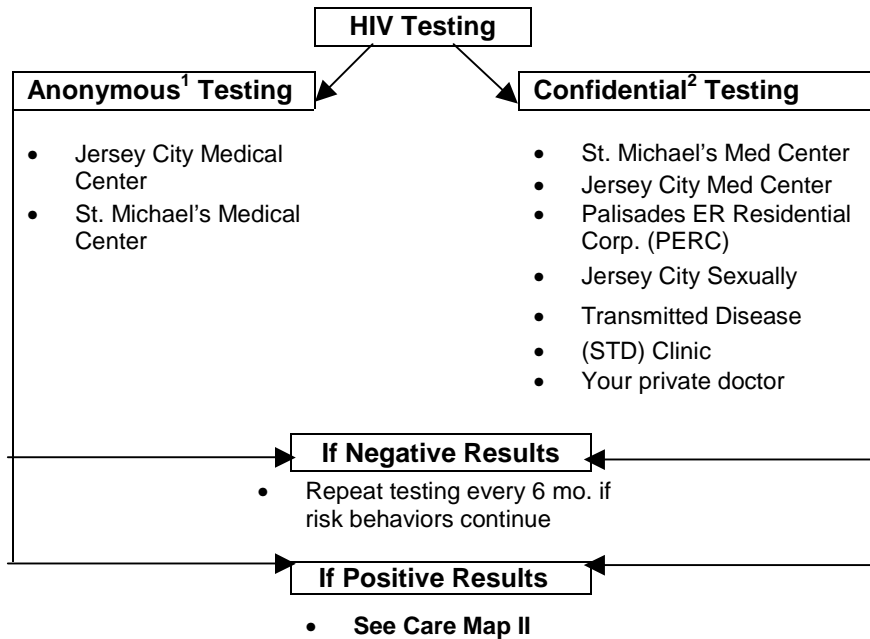 HIV Testing
Anonymous¹ Testing
• Jersey City Medical
Center
• St. Michael's Medical
Center
Confidential² Testing
• St. Michael's Med Center
• Jersey City Med Center
• Palisades ER Residential
Corp. (PERC)
• Jersey City Sexually
• Transmitted Disease
• (STD) Clinic
• Your private doctor
If Negative Results
• Repeat testing every 6 mo. if
risk behaviors continue
If Positive Results
• See Care Map II